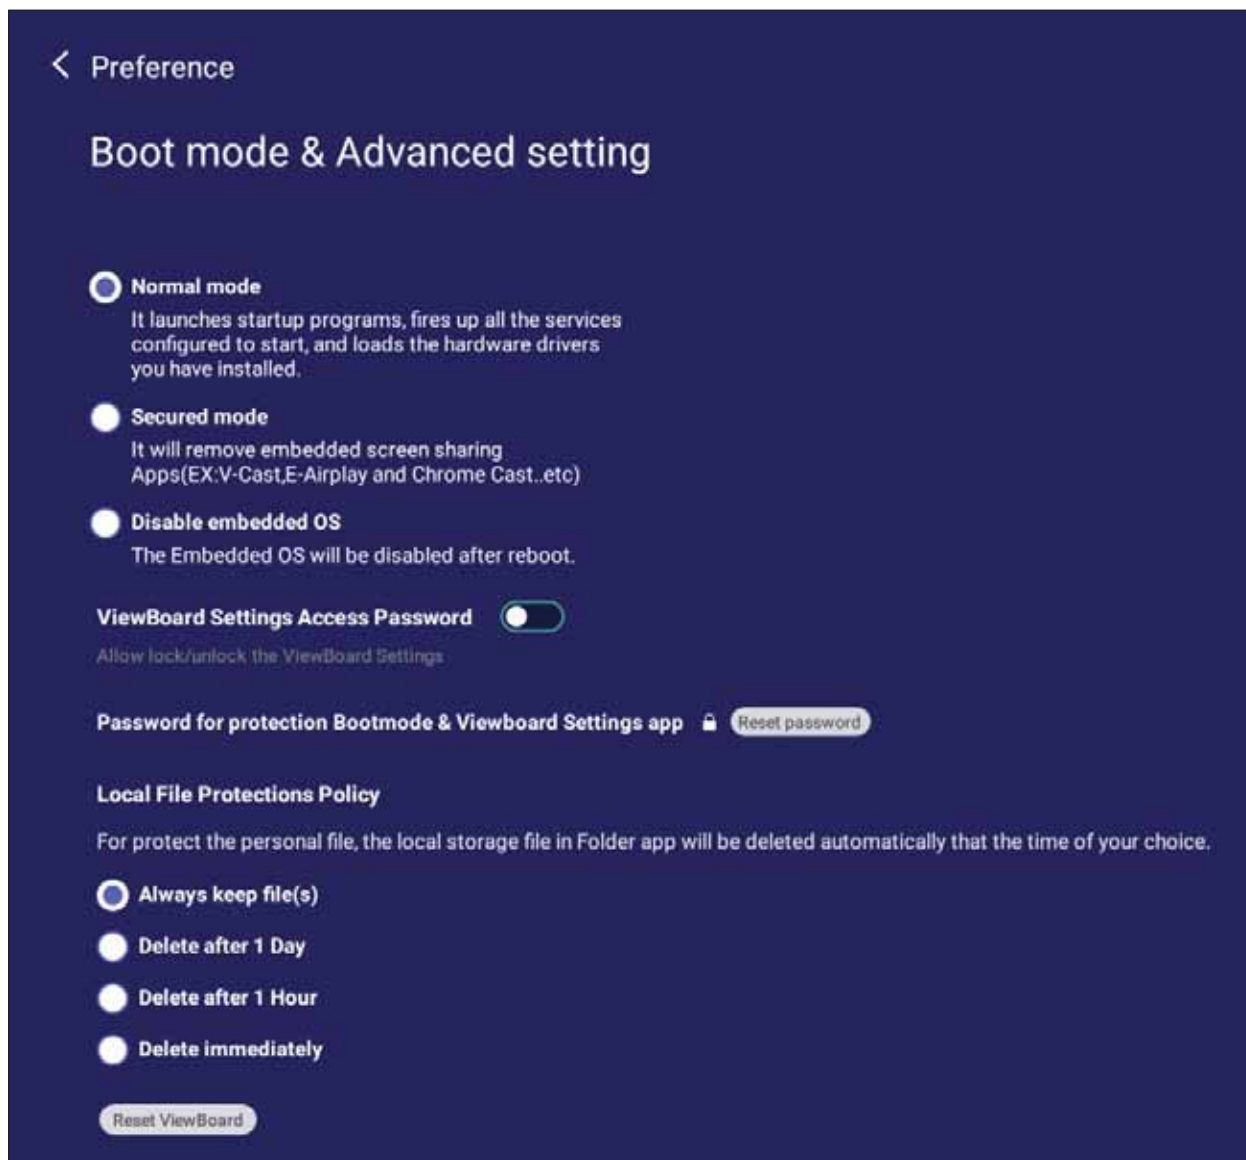 Preference
Boot mode & Advanced setting
Normal mode
It launches startup programs, fires up all the services
configured to start, and loads the hardware drivers
you have installed.
Secured mode
It will remove embedded screen sharing
Apps(EX:V-Cast,E-Airplay and Chrome Cast..etc)
Disable embedded OS
The Embedded OS will be disabled after reboot.
ViewBoard Settings Access Password
Allow lock/unlock the ViewBoard Settings
Password for protection Bootmode & Viewboard Settings app Reset password
Local File Protections Policy
For protect the personal file, the local storage file in Folder app will be deleted automatically that the time of your choice.
Always keep file(s)
Delete after 1 Day
Delete after 1 Hour
Delete immediately
Reset ViewBoard